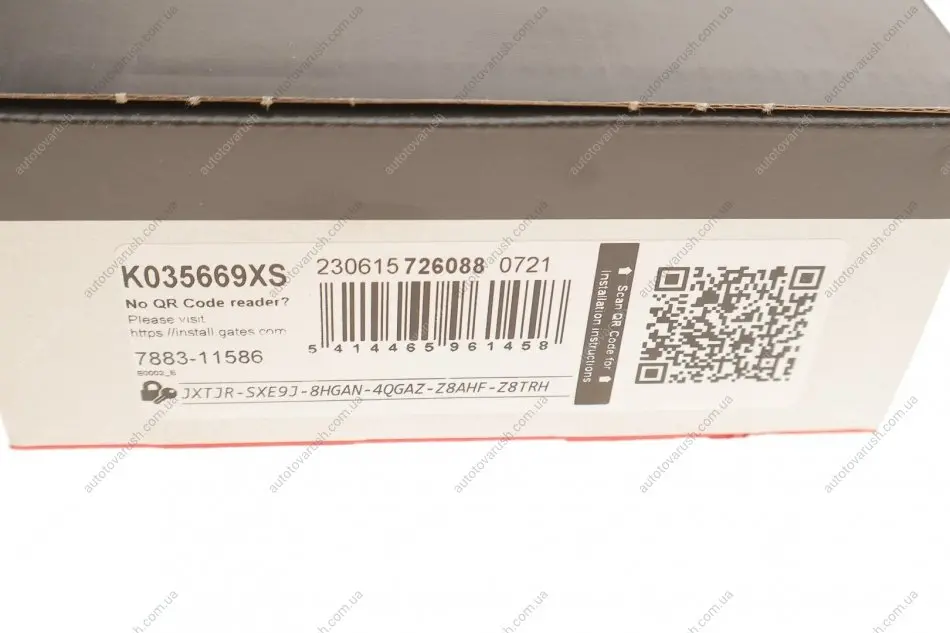 K035669XS
230615 726088 0721
No QR Code reader?
Please visit
https://install.gates.com
7883-11586
E0002_E
5 414465 961458
JXTJR-SXE9J-8HGAN-4QGAZ-Z8AHF-Z8TRH
Scan QR Code for
installation instructions
autotovarush.com.ua